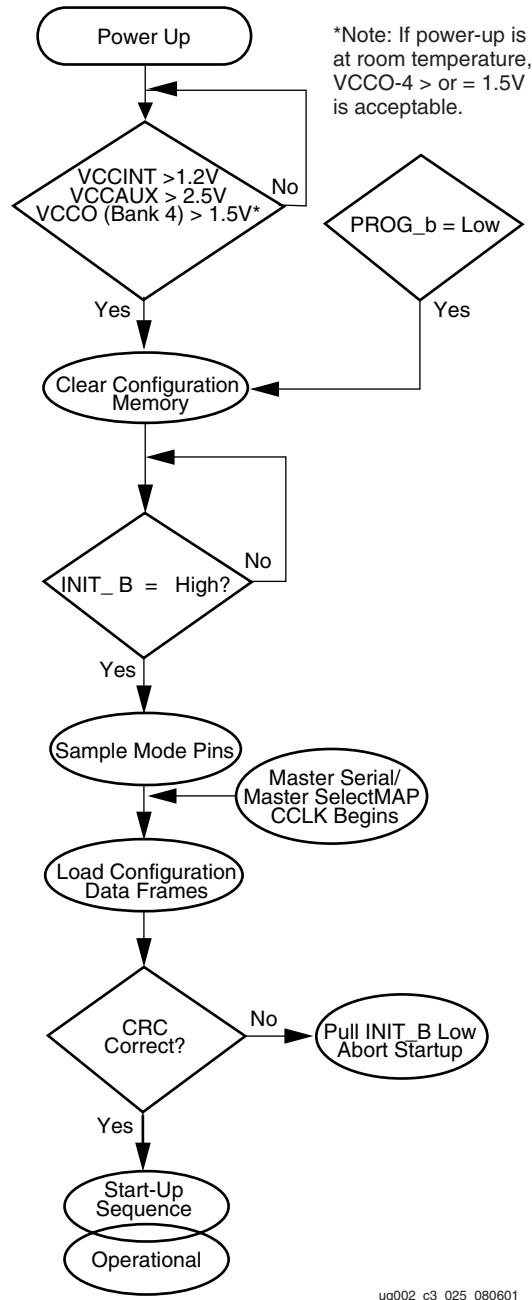 Power Up
*Note: If power-up is
at room temperature,
VCCO-4 > or = 1.5V
is acceptable.
VCCINT >1.2V
VCCAUX > 2.5V
VCCO (Bank 4) > 1.5V*
No
PROG_b = Low
Yes
Yes
Clear Configuration
Memory
No
INIT_ B = High?
Yes
Sample Mode Pins
Master Serial/
Master SelectMAP
CCLK Begins
Load Configuration
Data Frames
CRC
Correct?
No
Pull INIT_B Low
Abort Startup
Yes
Start-Up
Sequence
Operational
ug002_c3_025_080601